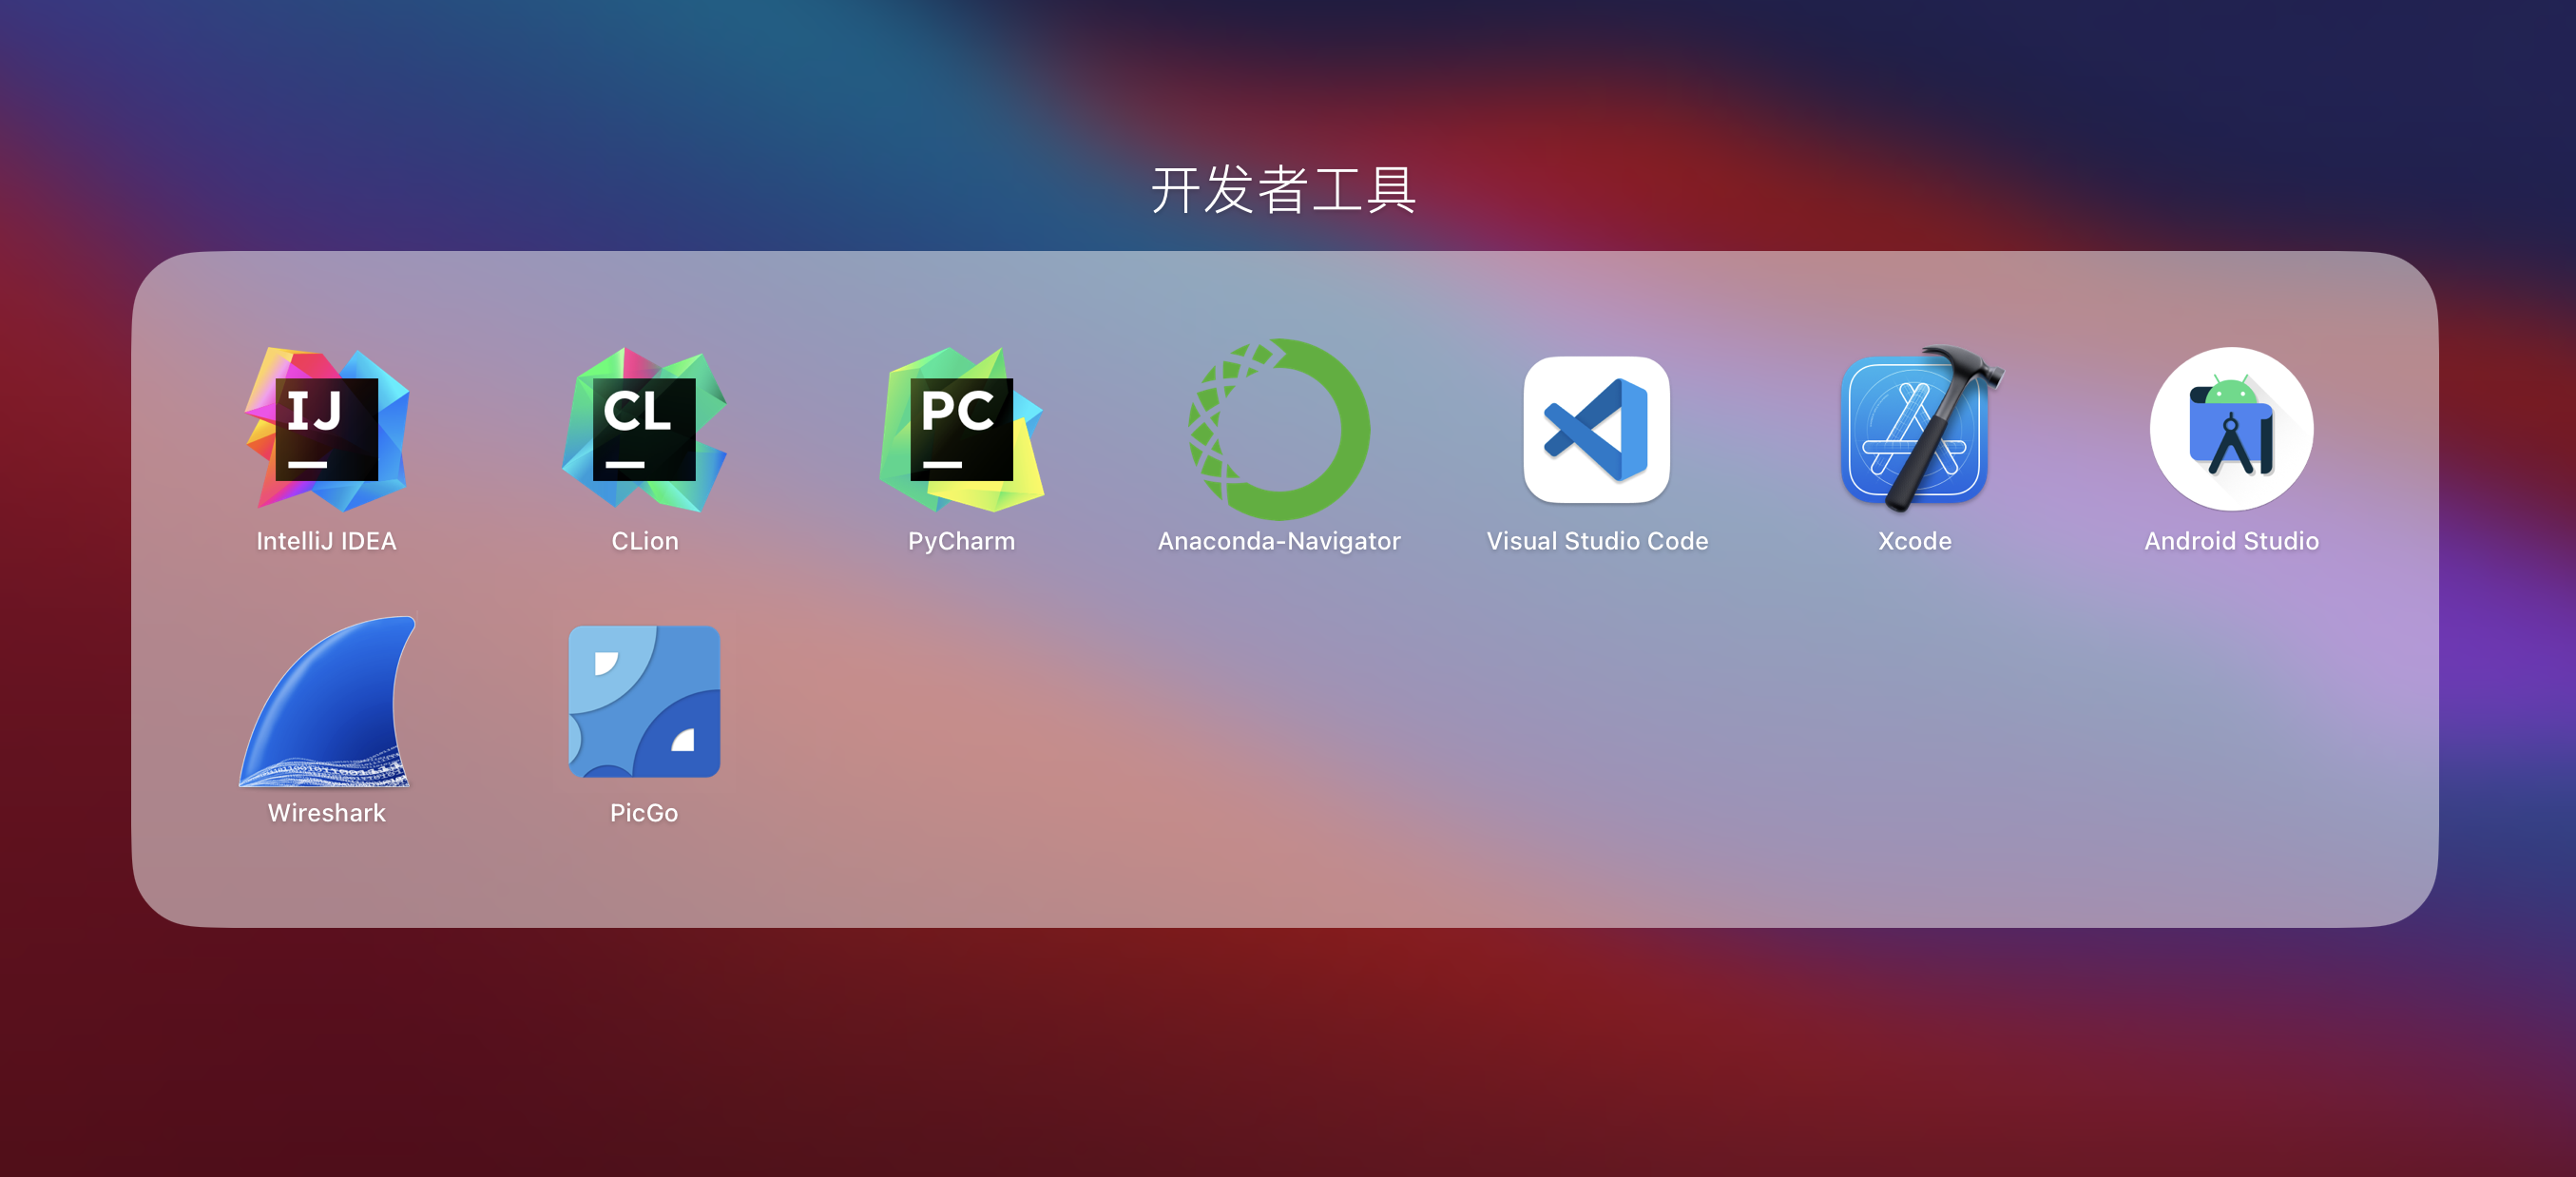 开发者工具
IJ
CL
PC
IntelliJ IDEA
CLion
PyCharm
Anaconda-Navigator
Visual Studio Code
Xcode
Android Studio
Wireshark
PicGo